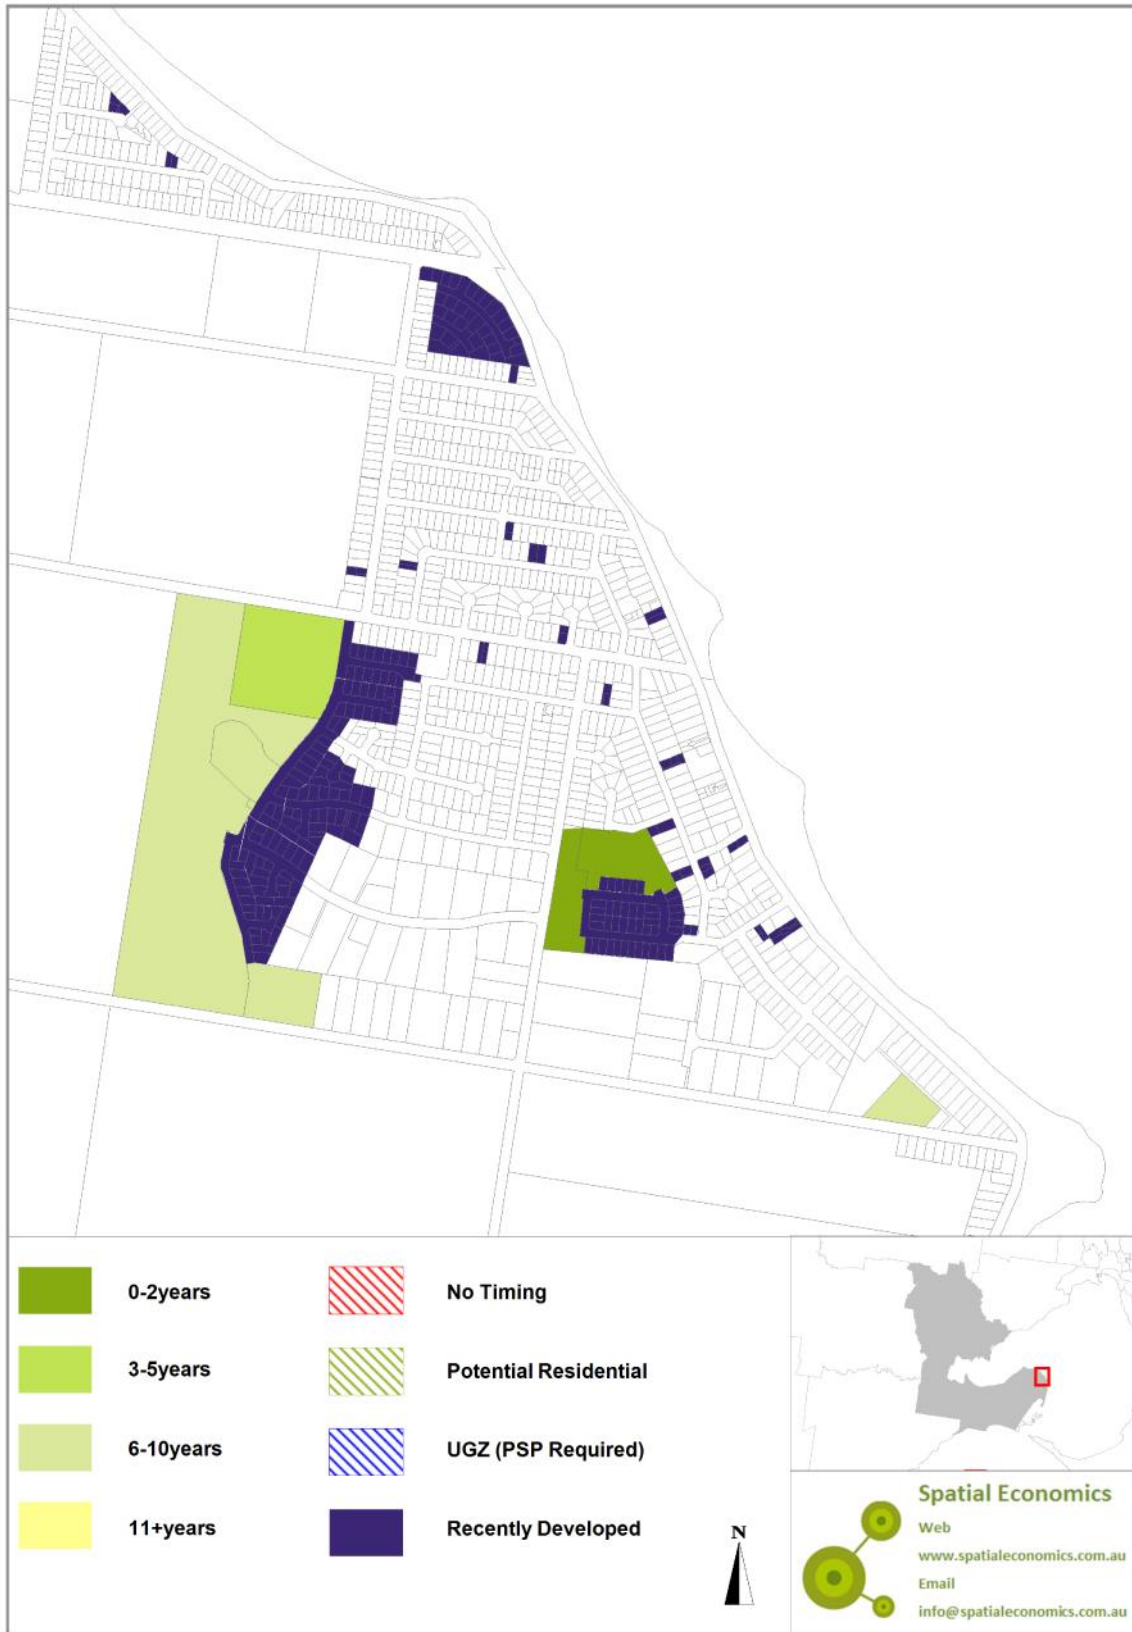 0-2years
No Timing
3-5years
Potential Residential
6-10years
UGZ (PSP Required)
11+years
Recently Developed
N
Spatial Economics
Web
www.spatialeconomics.com.au
Email
info@spatialeconomics.com.au